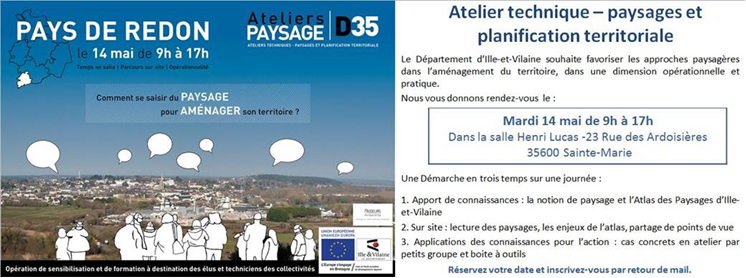 PAYS DE REDON
le 14 mai de 9h à 17h
Temps en salle | Parcours sur site | Opérationnalité
Ateliers
PAYSAGE
D35
ATELIERS TECHNIQUES - PAYSAGES ET PLANIFICATION TERRITORIALE
Comment se saisir du PAYSAGE
pour AMÉNAGER son territoire ?
UNION EUROPÉENNE
UNANIEZH EUROPA
L'Europe s'engage
en Bretagne
Ille & Vilaine
Opération de sensibilisation et de formation à destination des élus et techniciens des collectivités
Atelier technique – paysages et
planification territoriale
Le Département d'Ille-et-Vilaine souhaite favoriser les approches paysagères
dans l'aménagement du territoire, dans une dimension opérationnelle et
pratique.
Nous vous donnons rendez-vous le :
Mardi 14 mai de 9h à 17h
Dans la salle Henri Lucas -23 Rue des Ardoisières
35600 Sainte-Marie
Une Démarche en trois temps sur une journée :
1. Apport de connaissances : la notion de paysage et l'Atlas des Paysages d'Ille-
et-Vilaine
2. Sur site : lecture des paysages, les enjeux de l'atlas, partage de points de vue
3. Applications des connaissances pour l'action : cas concrets en atelier par
petits groupe et boite à outils
Réservez votre date et inscrivez-vous par retour de mail.